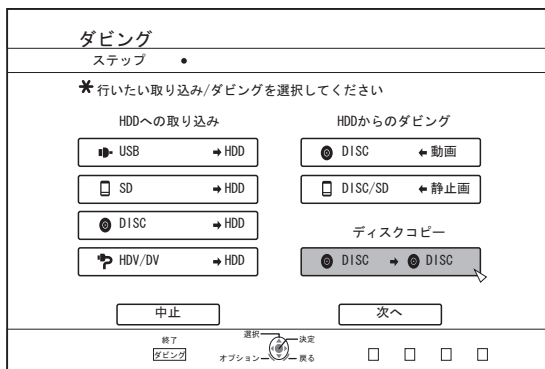 ダビング
ステップ ●
* 行いたい取り込み/ダビングを選択してください
HDDへの取り込み
USB ➡ HDD
SD ➡ HDD
DISC ➡ HDD
HDV/DV ➡ HDD
HDDからのダビング
DISC ⬅ 動画
DISC/SD ⬅ 静止画
ディスクコピー
DISC ➡ DISC
中止
次へ
終了
ダビング
選択
決定
オプション
戻る